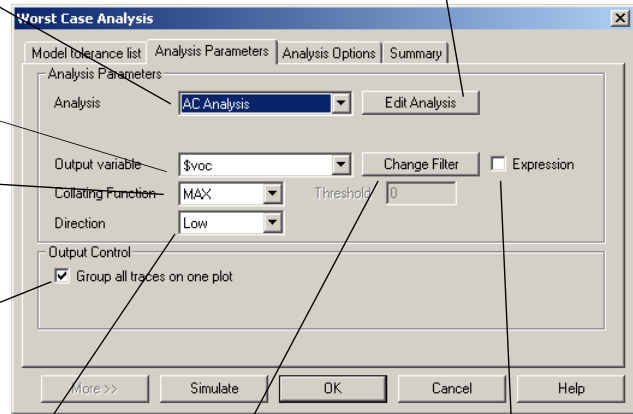 Worst Case Analysis
Model tolerance list Analysis Parameters Analysis Options Summary
Analysis Parameters
Analysis AC Analysis Edit Analysis
Output variable $voc Change Filter Expression
Collating Function MAX Threshold 0
Direction Low
Output Control
Group all traces on one plot
More >> Simulate OK Cancel Help